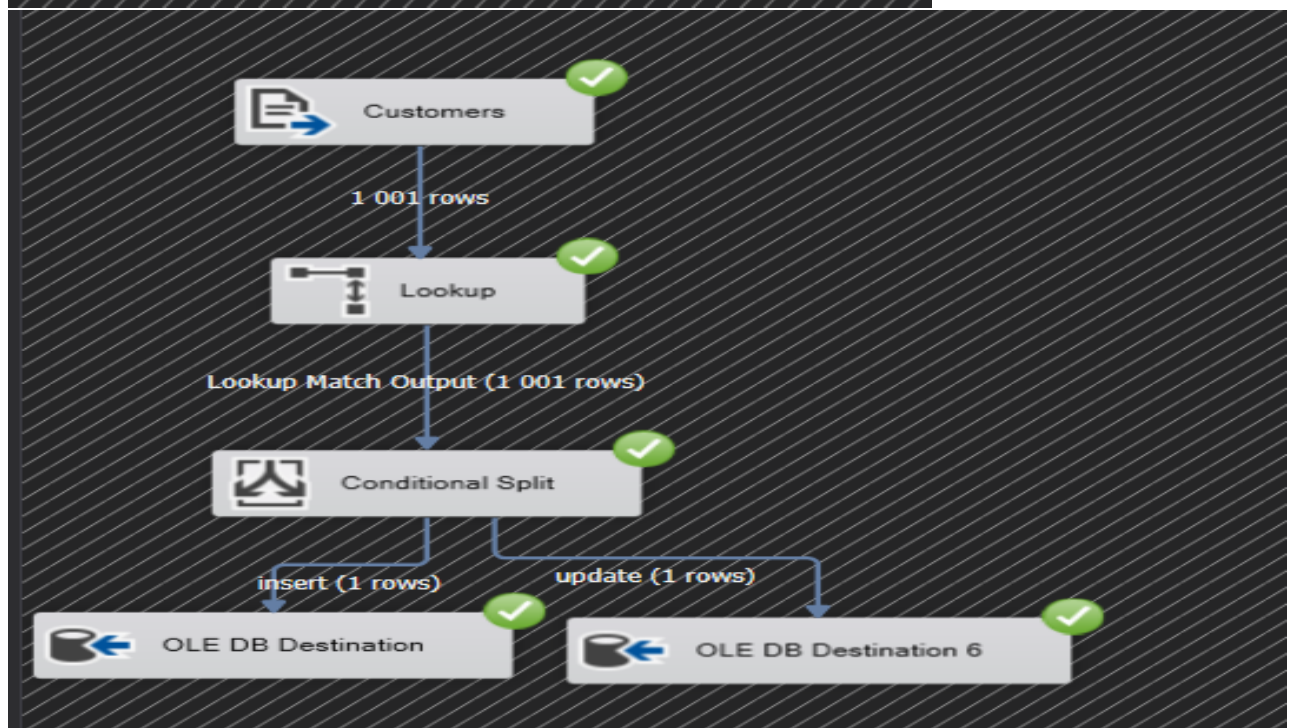 Customers
1 001 rows
Lookup
Lookup Match Output (1 001 rows)
Conditional Split
insert (1 rows)
update (1 rows)
OLE DB Destination
OLE DB Destination 6